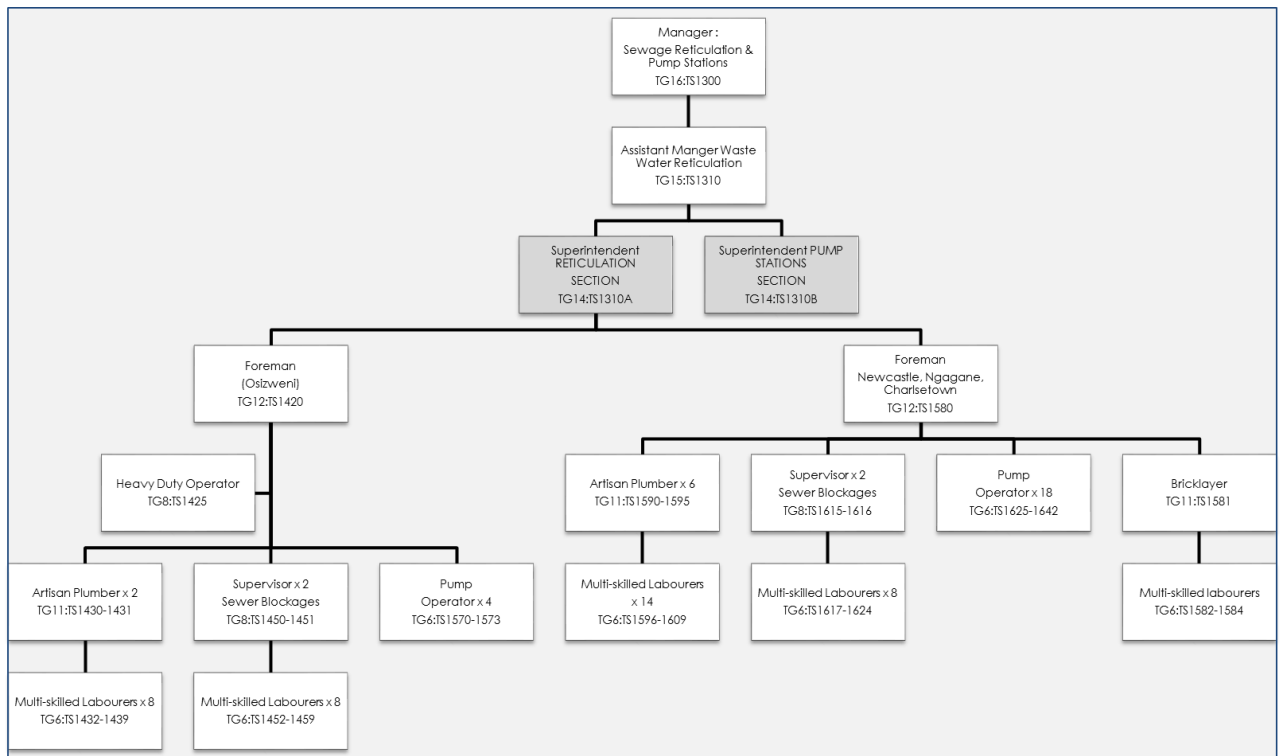 Manager :
Sewage Reticulation &
Pump Stations
TG16:TS1300
Assistant Manger Waste
Water Reticulation
TG15:TS1310
Superintendent
RETICULATION
SECTION
TG14:TS1310A
Superintendent PUMP
STATIONS
SECTION
TG14:TS1310B
Foreman
(Osizweni)
TG12:TS1420
Foreman
Newcastle, Ngagane,
Charlsetown
TG12:TS1580
Heavy Duty Operator
TG8:TS1425
Artisan Plumber x 6
TG11:TS1590-1595
Supervisor x 2
Sewer Blockages
TG8:TS1615-1616
Pump
Operator x 18
TG6:TS1625-1642
Bricklayer
TG11:TS1581
Artisan Plumber x 2
TG11:TS1430-1431
Supervisor x 2
Sewer Blockages
TG8:TS1450-1451
Pump
Operator x 4
TG6:TS1570-1573
Multi-skilled Labourers
x 14
TG6:TS1596-1609
Multi-skilled Labourers x 8
TG6:TS1617-1624
Multi-skilled labourers
TG6:TS1582-1584
Multi-skilled Labourers x 8
TG6:TS1432-1439
Multi-skilled Labourers x 8
TG6:TS1452-1459